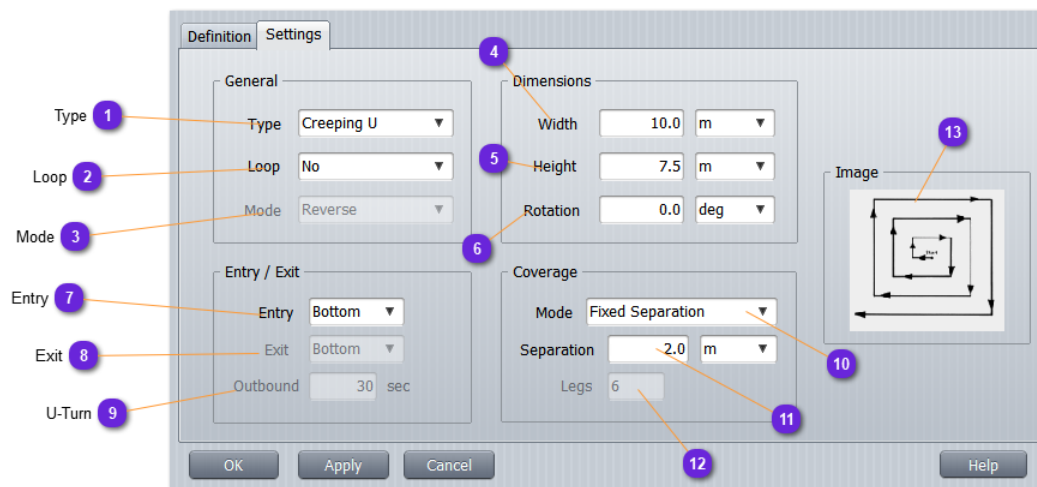 Definition Settings
General
Type 1
Type Creeping U
Loop 2
Loop No
Mode 3
Mode Reverse
4
Dimensions
Width 10.0 m
5
Height 7.5 m
6
Rotation 0.0 deg
13
Image
Start
Entry / Exit
Entry 7
Entry Bottom
Exit 8
Exit Bottom
U-Turn 9
Outbound 30 sec
Coverage
Mode Fixed Separation
10
Separation 2.0 m
11
Legs 6
12
OK Apply Cancel Help